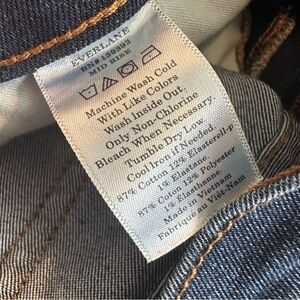 EVERLANE
MID RISE
Machine Wash Cold
With Like Colors
Wash Inside Out.
Only Non-Chlorine
Bleach When Necessary.
Tumble Dry Low
Cool Iron if Needed.
87% Cotton 12% Elasterell-p
1% Elastane.
87% Coton 12% Polyester
1% Élasthanne.
Made in Vietnam
Fabriqué au Viêt-Nam